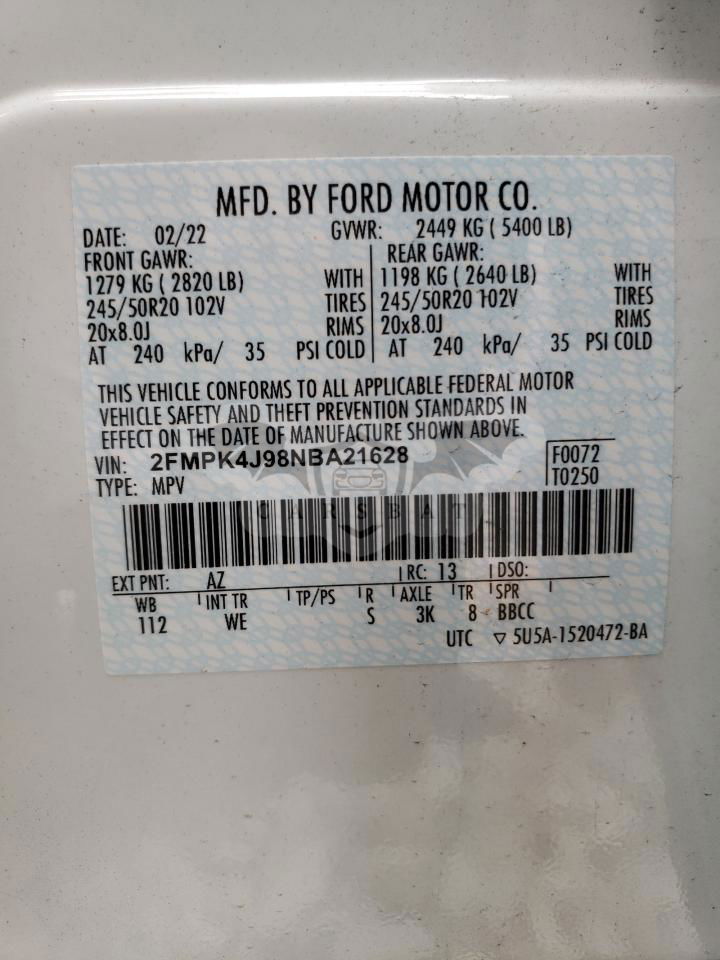 MFD. BY FORD MOTOR CO.
DATE: 02/22 GVWR: 2449 KG ( 5400 LB)
FRONT GAWR: REAR GAWR:
1279 KG ( 2820 LB) WITH 1198 KG ( 2640 LB) WITH
245/50R20 102V TIRES 245/50R20 102V TIRES
20x8.0J RIMS 20x8.0J RIMS
AT 240 kPa/ 35 PSI COLD AT 240 kPa/ 35 PSI COLD
THIS VEHICLE CONFORMS TO ALL APPLICABLE FEDERAL MOTOR
VEHICLE SAFETY AND THEFT PREVENTION STANDARDS IN
EFFECT ON THE DATE OF MANUFACTURE SHOWN ABOVE.
VIN: 2FMPK4J98NBA21628 F0072
TYPE: MPV T0250
CARSBAT
EXT PNT: AZ RC: 13 DSO:
WB INT TR TP/PS R AXLE TR SPR
112 WE S 3K 8 BBCC
UTC ▽ 5U5A-1520472-BA